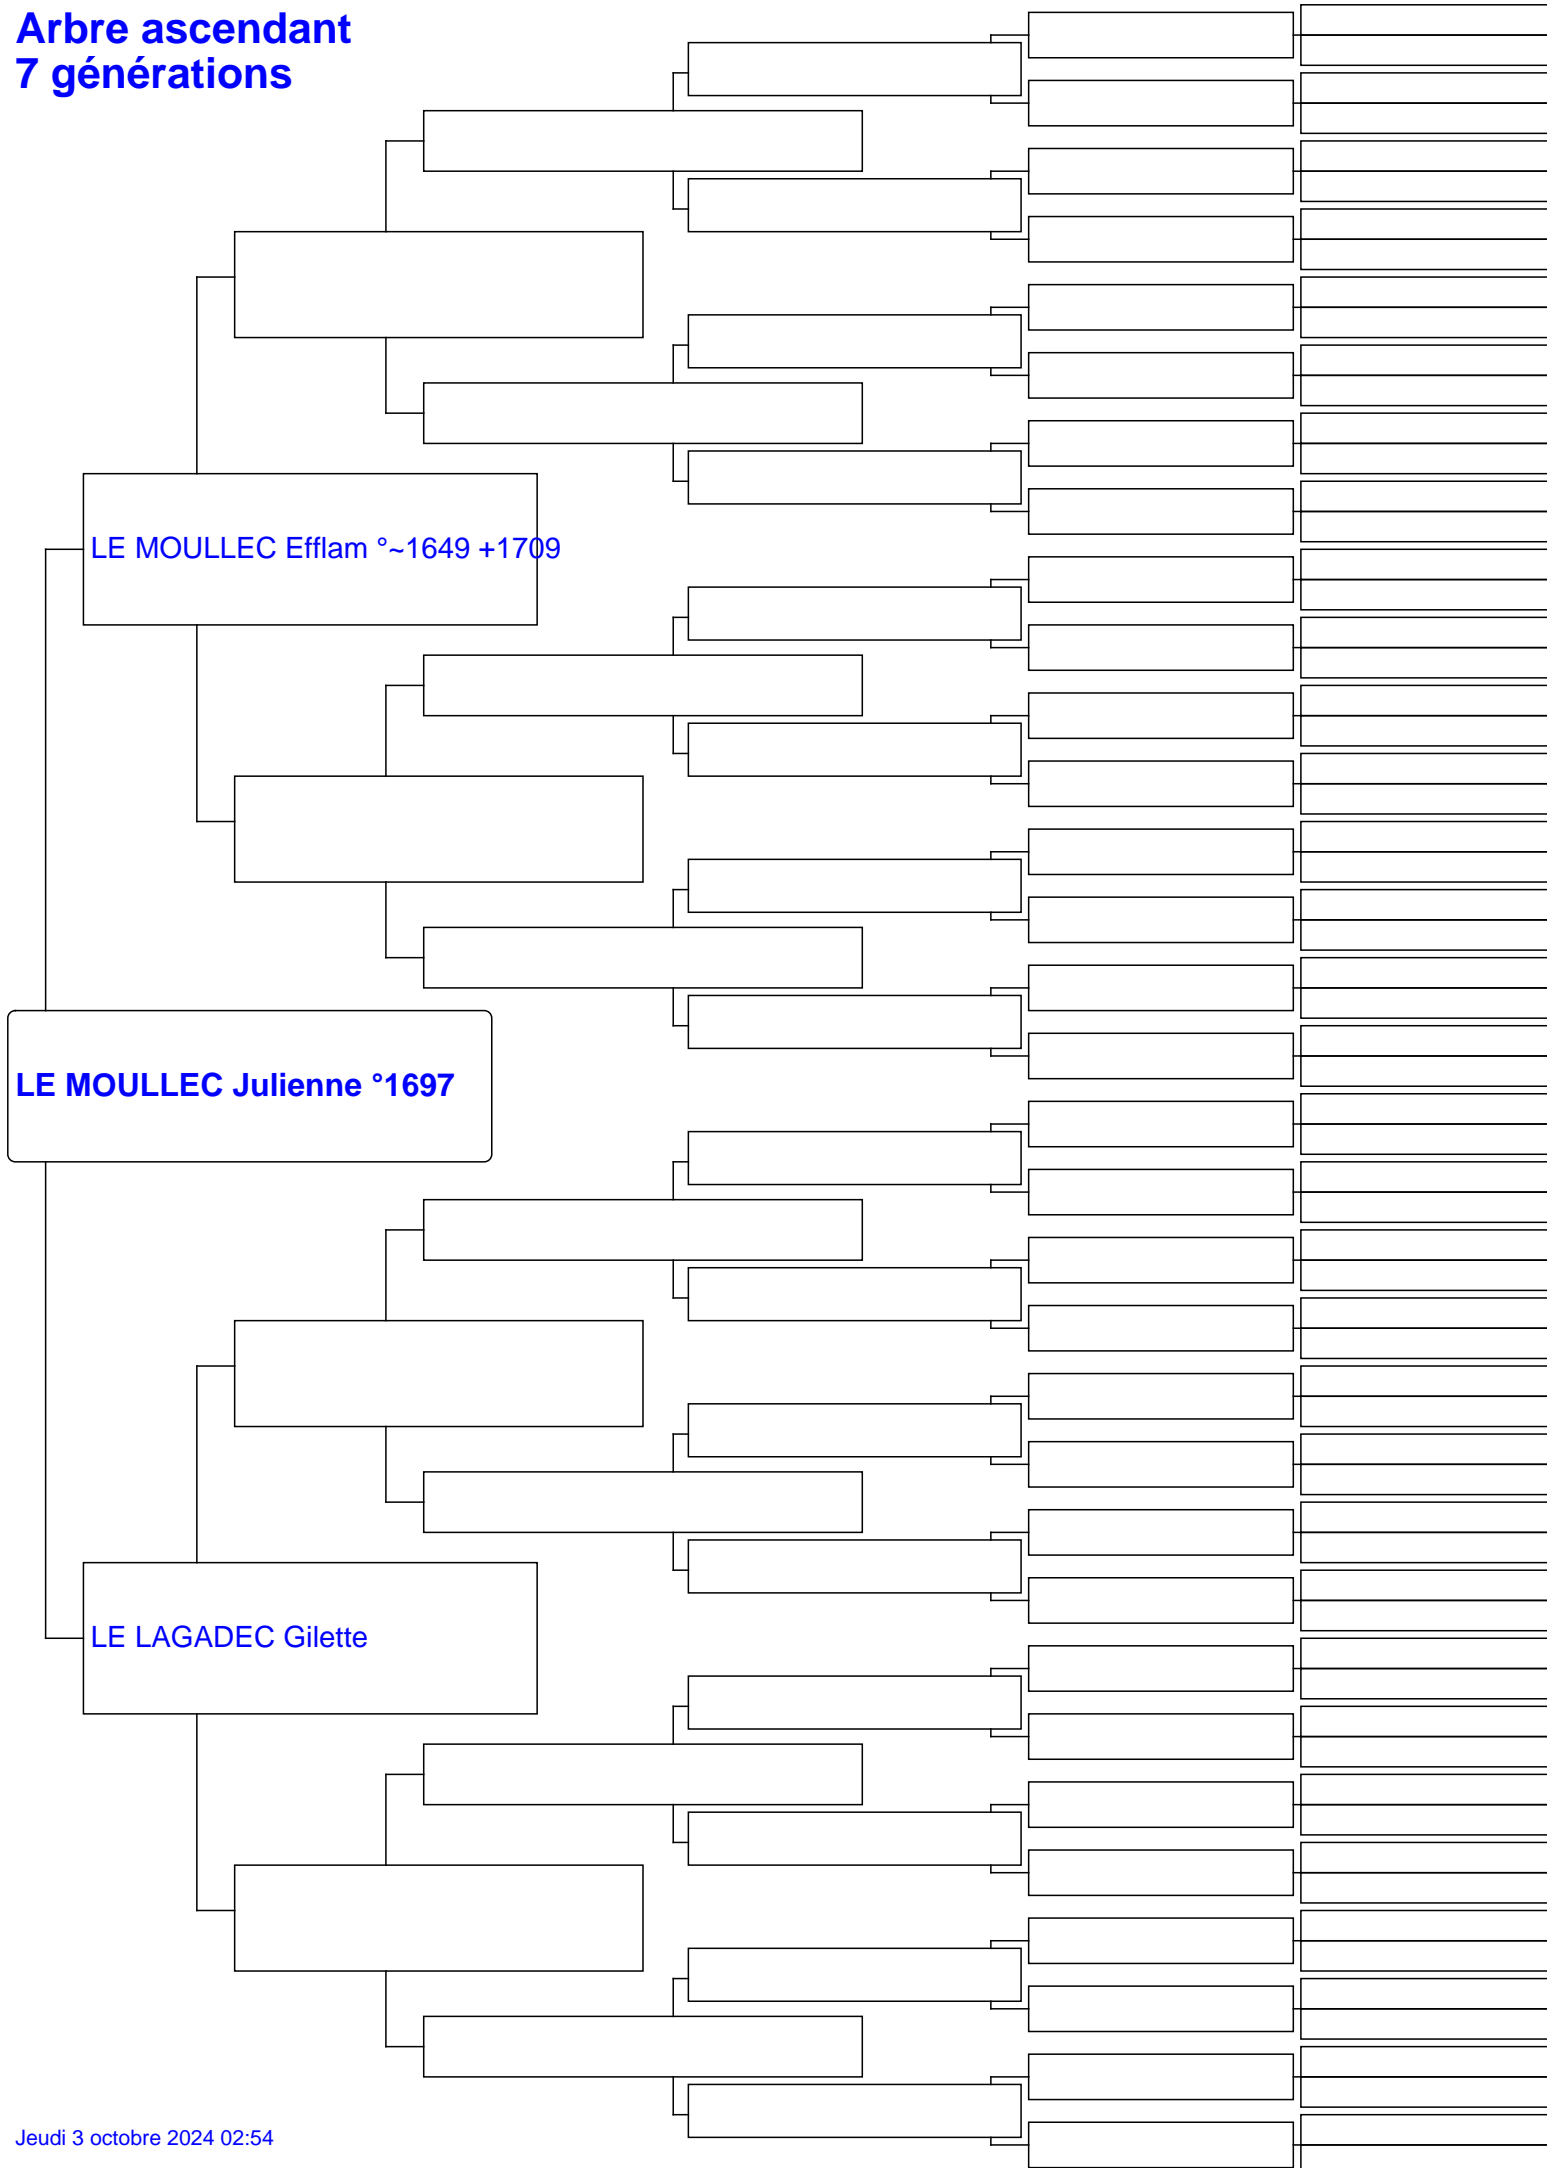 Arbre ascendant
7 générations
LE MOULLEC Efflam °~1649 +1709
LE MOULLEC Julienne °1697
LE LAGADEC Gilette
Jeudi 3 octobre 2024 02:54